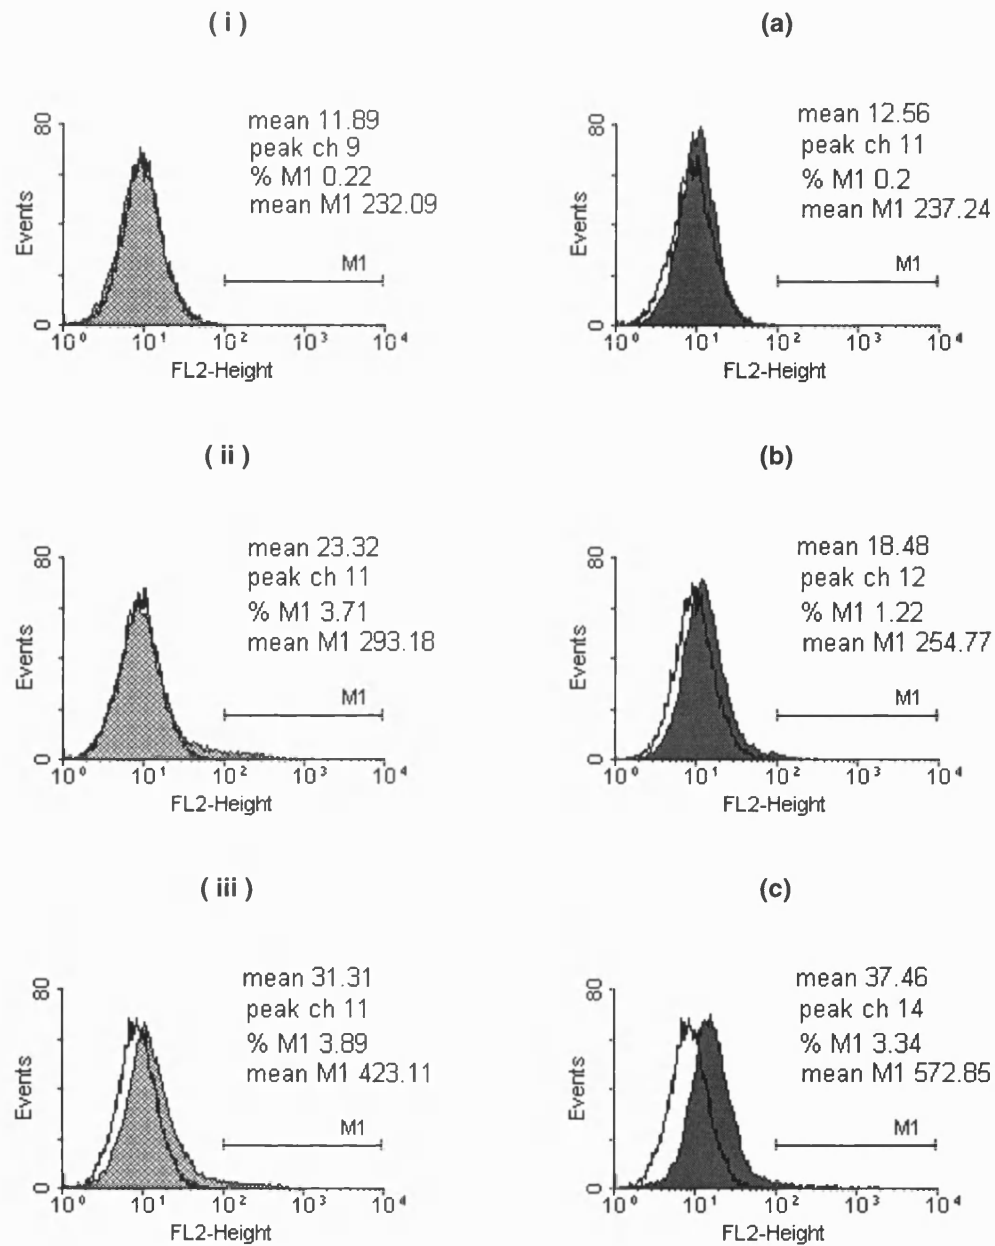 ( i )
mean 11.89
peak ch 9
% M1 0.22
mean M1 232.09
M1
80
Events
0
10⁰ 10¹ 10² 10³ 10⁴
FL2-Height
(a)
mean 12.56
peak ch 11
% M1 0.2
mean M1 237.24
M1
80
Events
0
10⁰ 10¹ 10² 10³ 10⁴
FL2-Height
( ii )
mean 23.32
peak ch 11
% M1 3.71
mean M1 293.18
M1
80
Events
0
10⁰ 10¹ 10² 10³ 10⁴
FL2-Height
(b)
mean 18.48
peak ch 12
% M1 1.22
mean M1 254.77
M1
80
Events
0
10⁰ 10¹ 10² 10³ 10⁴
FL2-Height
( iii )
mean 31.31
peak ch 11
% M1 3.89
mean M1 423.11
M1
80
Events
0
10⁰ 10¹ 10² 10³ 10⁴
FL2-Height
(c)
mean 37.46
peak ch 14
% M1 3.34
mean M1 572.85
M1
80
Events
0
10⁰ 10¹ 10² 10³ 10⁴
FL2-Height